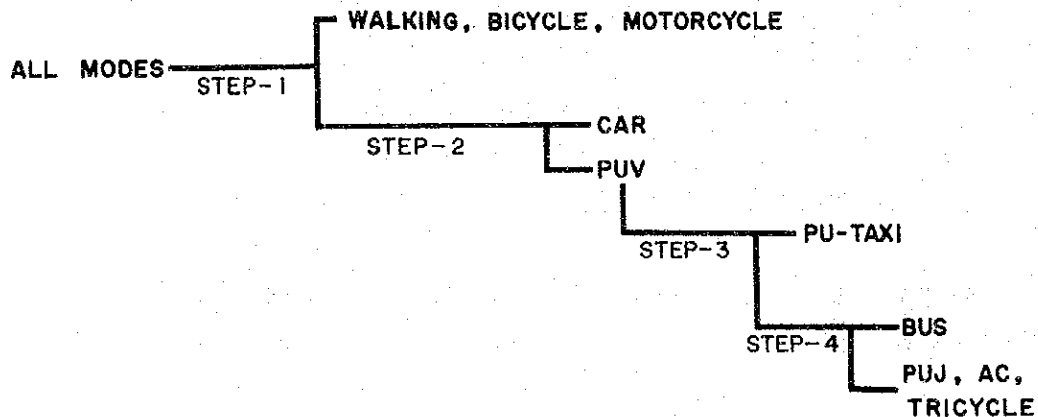 WALKING, BICYCLE, MOTORCYCLE
ALL MODES
STEP-1
CAR
STEP-2
PUV
PU-TAXI
STEP-3
BUS
STEP-4
PUJ, AC,
TRICYCLE